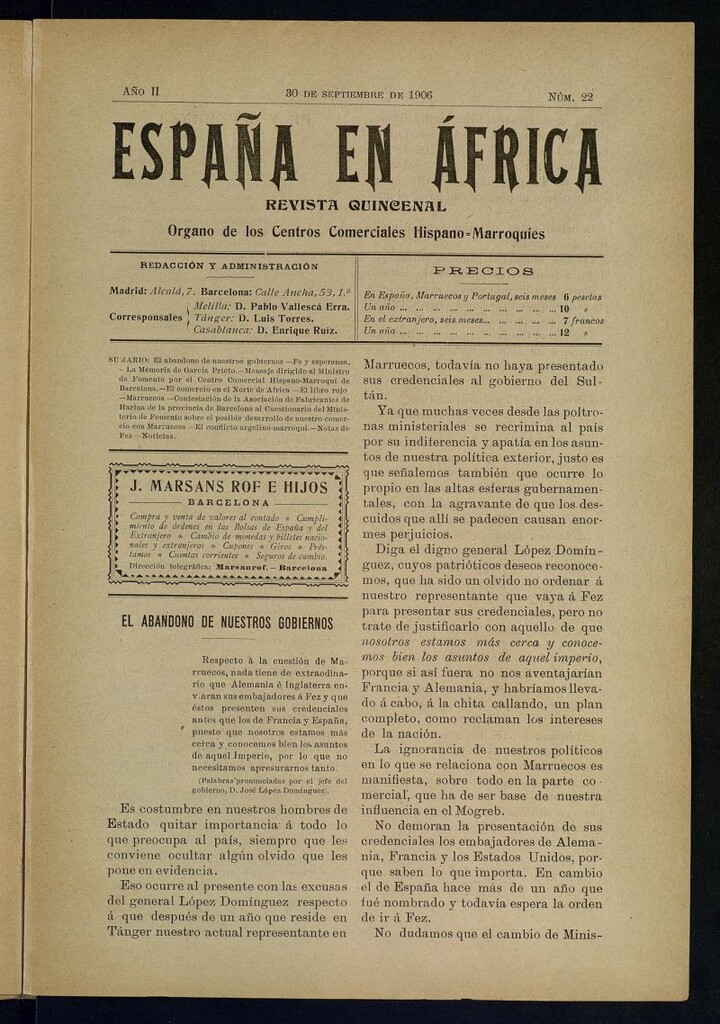 AÑO II
30 DE SEPTIEMBRE DE 1906
NÚM. 22
ESPAÑA EN ÁFRICA
REVISTA QUINCENAL
Organo de los Centros Comerciales Hispano=Marroquíes
REDACCIÓN Y ADMINISTRACIÓN
Madrid: Alcalá, 7. Barcelona: Calle Ancha, 53, 1.º
Corresponsales
Melilla: D. Pablo Vallescá Erra.
Tánger: D. Luis Torres.
Casablanca: D. Enrique Ruiz.
PRECIOS
En España, Marruecos y Portugal, seis meses 6 pesetas
Un año ... ... ... ... ... ... ... ... 10 »
En el extranjero, seis meses... ... ... ... ... 7 francos
Un año ... ... ... ... ... ... ... ... 12 »
SUMARIO: El abandono de nuestros gobiernos —Fe y esperanza.
- La Memoria de García Prieto.—Mensaje dirigido al Ministro
de Fomento por el Centro Comercial Hispano-Marroquí de
Barcelona.—El comercio en el Norte de Africa —El libro rojo
—Marruecos —Contestación de la Asociación de Fabricantes de
Harina de la provincia de Barcelona al Cuestionario del Minis-
terio de Fomento sobre el posible desarrollo de nuestro comer-
cio con Marruecos —El conflicto argelino-marroquí.—Notas de
Fez —Noticias.
J. MARSANS ROF E HIJOS
BARCELONA
Compra y venta de valores al contado * Cumpli-
miento de órdenes en las Bolsas de España y del
Extranjero * Cambio de monedas y billetes nacio-
nales y extranjeros * Cupones * Giros * Prés-
tamos * Cuentas corrientes * Seguros de cambio.
Dirección telegráfica: Marsanrof. — Barcelona
EL ABANDONO DE NUESTROS GOBIERNOS
Respecto à la cuestión de Ma-
rruecos, nada tiene de extraordina-
rio que Alemania é Inglaterra en-
v aran sus embajadores á Fez y que
éstos presenten sus credenciales
antes que los de Francia y España,
puesto que nosotros estamos más
cerca y conocemos bien los asuntos
de aquel Imperio, por lo que no
necesitamos apresurarnos tanto.
(Palabras pronunciadas por el jefe del
gobierno, D. José López Domínguez).
Es costumbre en nuestros hombres de
Estado quitar importancia á todo lo
que preocupa al país, siempre que les
conviene ocultar algún olvido que les
pone en evidencia.
Eso ocurre al presente con las excusas
del general López Domínguez respecto
á que después de un año que reside en
Tánger nuestro actual representante en
Marruecos, todavía no haya presentado
sus credenciales al gobierno del Sul-
tán.
Ya que muchas veces desde las poltro-
nas ministeriales se recrimina al país
por su indiferencia y apatía en los asun-
tos de nuestra política exterior, justo es
que señalemos también que ocurre lo
propio en las altas esferas gubernamen-
tales, con la agravante de que los des-
cuidos que allí se padecen causan enor-
mes perjuicios.
Diga el digno general López Domín-
guez, cuyos patrióticos deseos reconoce-
mos, que ha sido un olvido no ordenar á
nuestro representante que vaya á Fez
para presentar sus credenciales, pero no
trate de justificarlo con aquello de que
nosotros estamos más cerca y conoce-
mos bien los asuntos de aquel imperio,
porque si así fuera no nos aventajarían
Francia y Alemania, y habríamos lleva-
do á cabo, á la chita callando, un plan
completo, como reclaman los intereses
de la nación.
La ignorancia de nuestros políticos
en lo que se relaciona con Marruecos es
manifiesta, sobre todo en la parte co-
mercial, que ha de ser base de nuestra
influencia en el Mogreb.
No demoran la presentación de sus
credenciales los embajadores de Alema-
nia, Francia y los Estados Unidos, por-
que saben lo que importa. En cambio
el de España hace más de un año que
fué nombrado y todavía espera la orden
de ir á Fez.
No dudamos que el cambio de Minis-